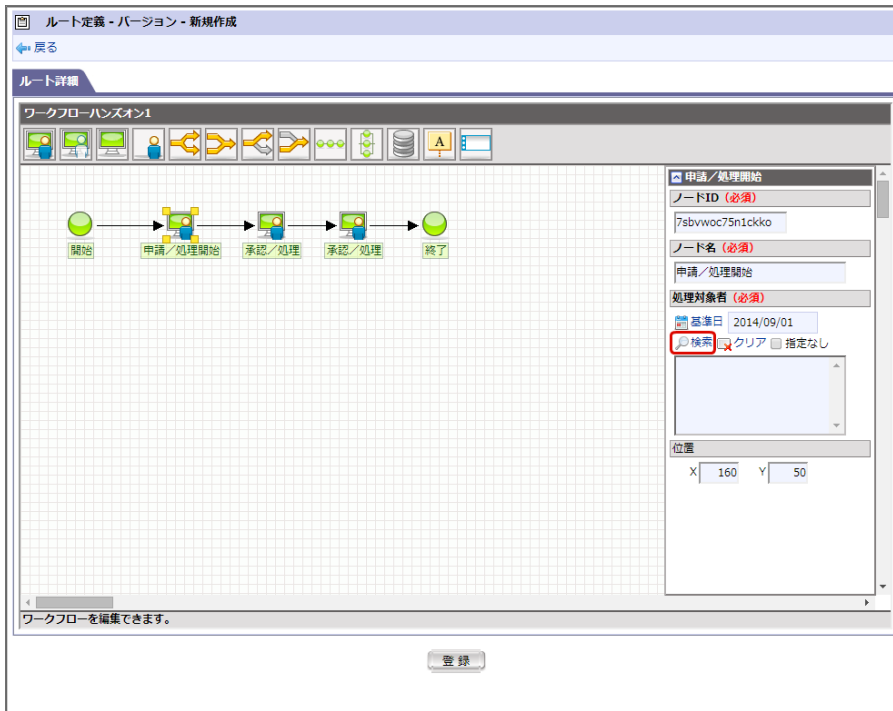 ルート定義 - バージョン - 新規作成
戻る
ルート詳細
ワークフローハンズオン1
A
申請／処理開始
ノードID（必須）
7sbvwoc75n1ckko
ノード名（必須）
申請／処理開始
処理対象者（必須）
基準日 2014/09/01
検索 クリア 指定なし
位置
X 160 Y 50
開始 申請／処理開始 承認／処理 承認／処理 終了
ワークフローを編集できます。
登録